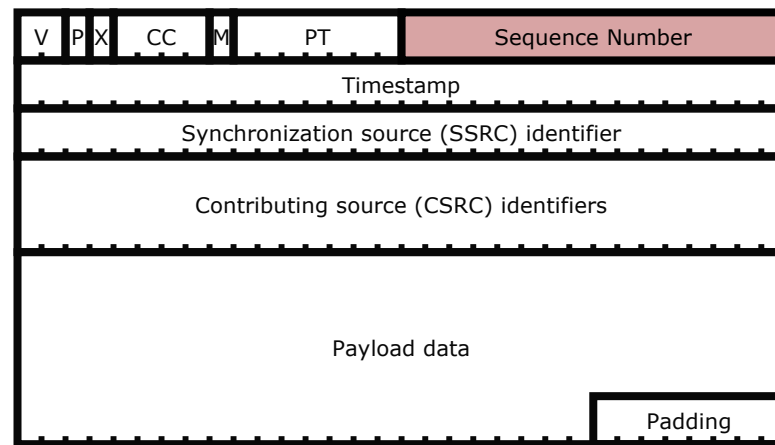 V P X CC M PT Sequence Number
Timestamp
Synchronization source (SSRC) identifier
Contributing source (CSRC) identifiers
Payload data
Padding